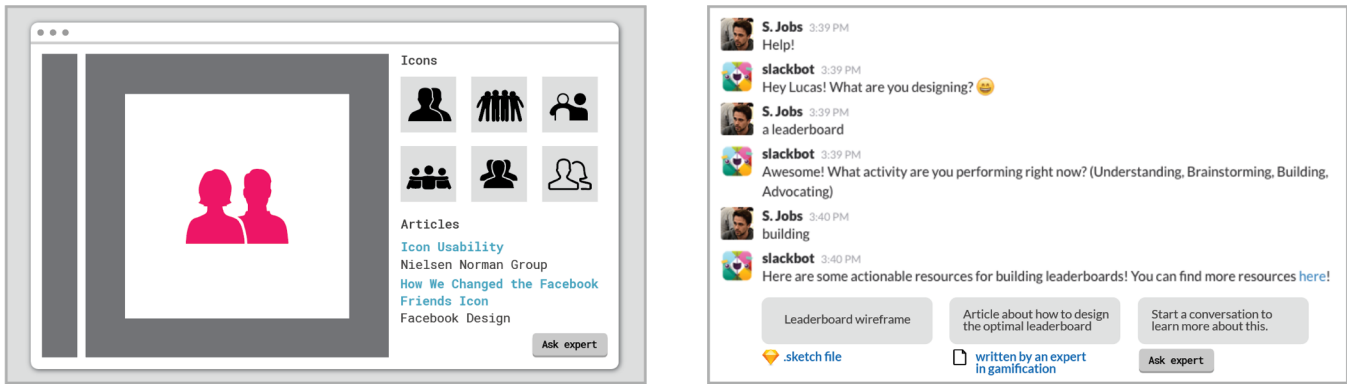 Icons
Articles
Icon Usability
Nielsen Norman Group
How We Changed the Facebook
Friends Icon
Facebook Design
Ask expert
S. Jobs 3:39 PM
Help!
slackbot 3:39 PM
Hey Lucas! What are you designing? 😄
S. Jobs 3:39 PM
a leaderboard
slackbot 3:39 PM
Awesome! What activity are you performing right now? (Understanding, Brainstorming, Building,
Advocating)
S. Jobs 3:40 PM
building
slackbot 3:40 PM
Here are some actionable resources for building leaderboards! You can find more resources here!
Leaderboard wireframe
.sketch file
Article about how to design
the optimal leaderboard
written by an expert
in gamification
Start a conversation to
learn more about this.
Ask expert